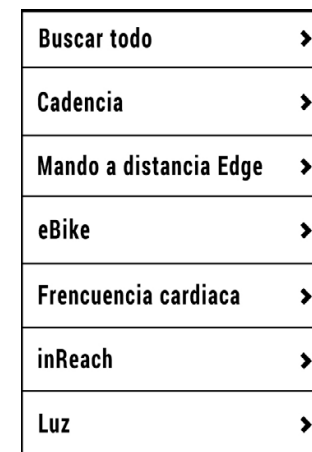 Buscar todo
Cadencia
Mando a distancia Edge
eBike
Frencuencia cardiaca
inReach
Luz